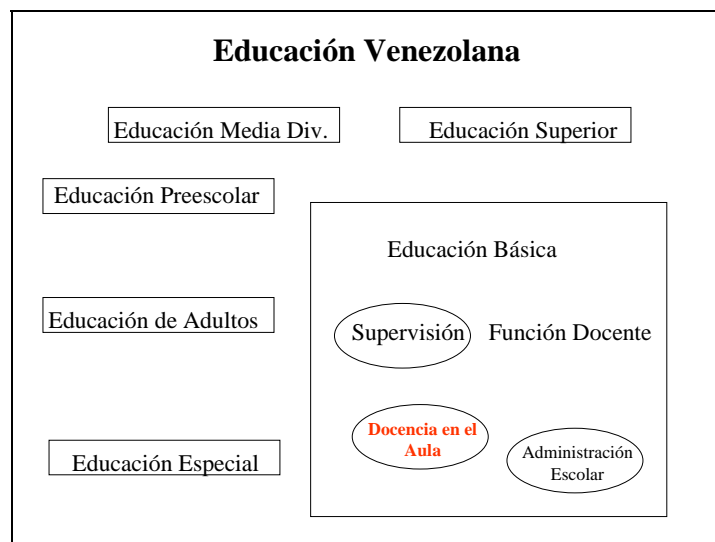 Educación Venezolana
Educación Media Div.
Educación Superior
Educación Preescolar
Educación Básica
Educación de Adultos
Supervisión
Función Docente
Docencia en el
Aula
Administración
Escolar
Educación Especial